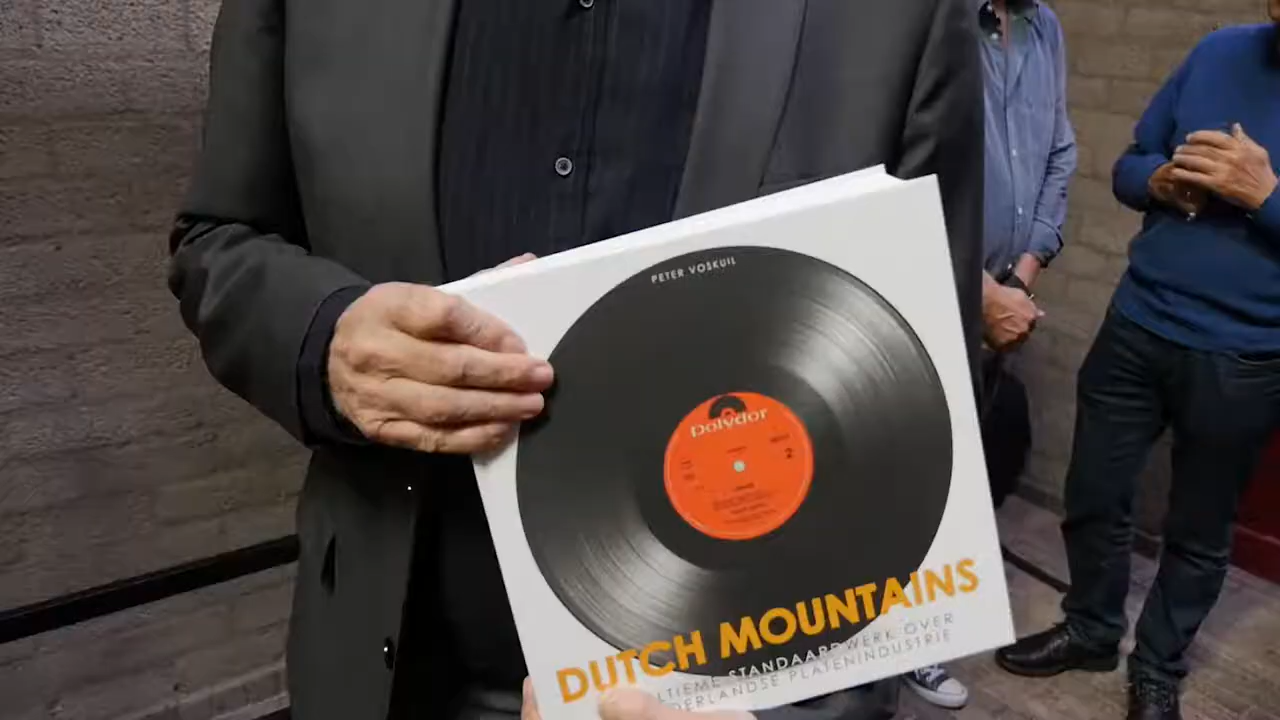 PETER VOSKUIL
Polydor
2
DUTCH MOUNTAINS
STANDAARDWERK OVER
PLATENINDUSTRIE